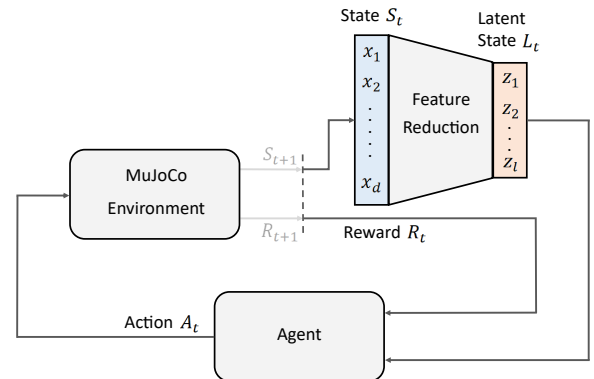 State S_t
Latent
State L_t
x_1
x_2
.
.
.
.
.
x_d
Feature
Reduction
z_1
z_2
.
.
.
z_l
MuJoCo
Environment
S_{t+1}
R_{t+1}
Reward R_t
Action A_t
Agent